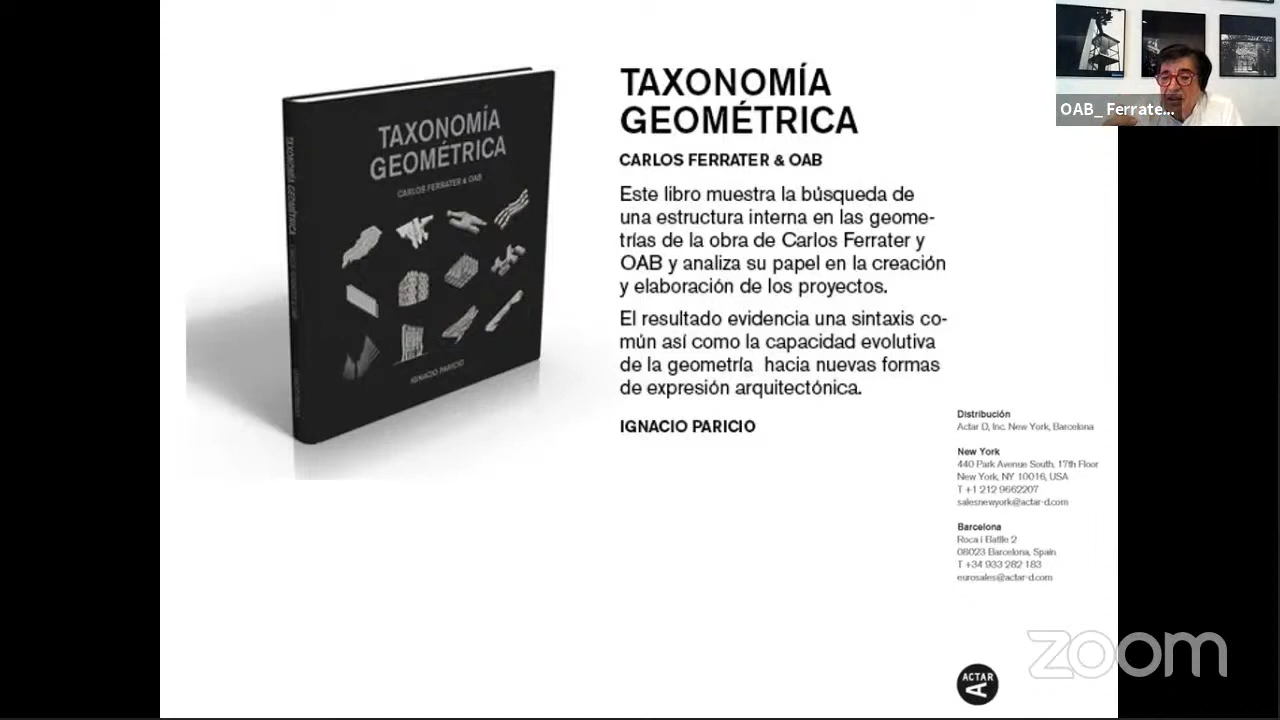 TAXONOMÍA
GEOMÉTRICA
CARLOS FERRATER & OAB
IGNACIO PARICIO
TAXONOMÍA GEOMÉTRICA
TAXONOMÍA
GEOMÉTRICA
CARLOS FERRATER & OAB
Este libro muestra la búsqueda de
una estructura interna en las geome-
trías de la obra de Carlos Ferrater y
OAB y analiza su papel en la creación
y elaboración de los proyectos.
El resultado evidencia una sintaxis co-
mún así como la capacidad evolutiva
de la geometría hacia nuevas formas
de expresión arquitectónica.
IGNACIO PARICIO
Distribución
Actar D, Inc. New York, Barcelona
New York
440 Park Avenue South, 17th Floor
New York, NY 10016, USA
T +1 212 9662207
salesnewyork@actar-d.com
Barcelona
Roca i Batlle 2
08023 Barcelona, Spain
T +34 933 282 183
eurosales@actar-d.com
ACTAR
A
OAB_ Ferrate...
zoom